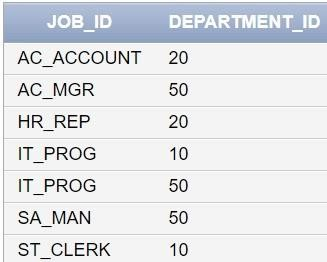 JOB_ID DEPARTMENT_ID
AC_ACCOUNT 20
AC_MGR 50
HR_REP 20
IT_PROG 10
IT_PROG 50
SA_MAN 50
ST_CLERK 10